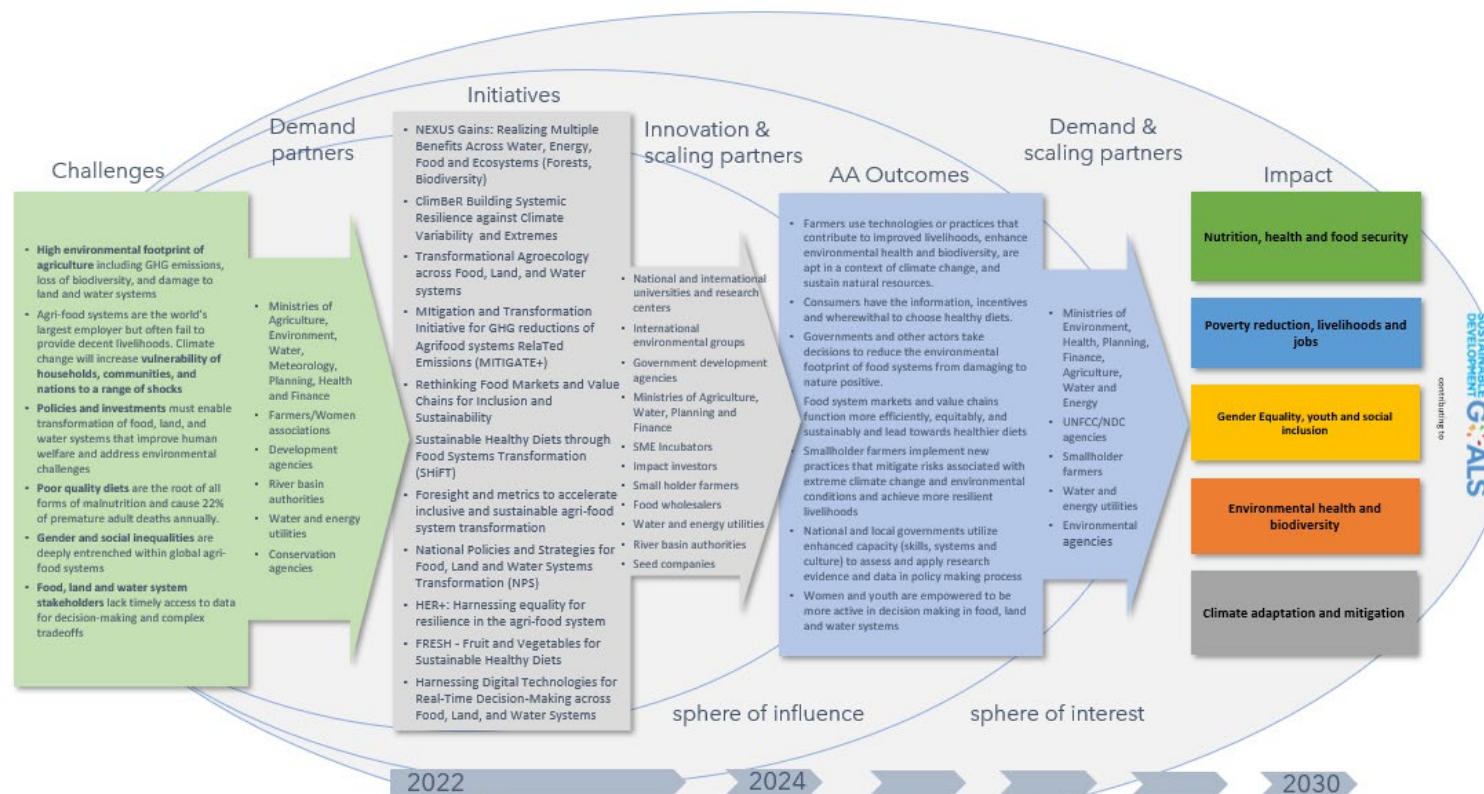 Challenges
• High environmental footprint of
agriculture including GHG emissions,
loss of biodiversity, and damage to
land and water systems
• Agri-food systems are the world's
largest employer but often fail to
provide decent livelihoods. Climate
change will increase vulnerability of
households, communities, and
nations to a range of shocks
• Policies and investments must enable
transformation of food, land, and
water systems that improve human
welfare and address environmental
challenges
• Poor quality diets are the root of all
forms of malnutrition and cause 22%
of premature adult deaths annually.
• Gender and social inequalities are
deeply entrenched within global agri-
food systems
• Food, land and water system
stakeholders lack timely access to data
for decision-making and complex
tradeoffs
Demand
partners
• Ministries of
Agriculture,
Environment,
Water,
Meteorology,
Planning, Health
and Finance
• Farmers/Women
associations
• Development
agencies
• River basin
authorities
• Water and energy
utilities
• Conservation
agencies
Initiatives
• NEXUS Gains: Realizing Multiple
Benefits Across Water, Energy,
Food and Ecosystems (Forests,
Biodiversity)
• ClimBeR Building Systemic
Resilience against Climate
Variability and Extremes
• Transformational Agroecology
across Food, Land, and Water
systems
• MItigation and Transformation
Initiative for GHG reductions of
Agrifood systems RelaTed
Emissions (MITIGATE+)
• Rethinking Food Markets and Value
Chains for Inclusion and
Sustainability
• Sustainable Healthy Diets through
Food Systems Transformation
(SHiFT)
• Foresight and metrics to accelerate
inclusive and sustainable agri-food
system transformation
• National Policies and Strategies for
Food, Land and Water Systems
Transformation (NPS)
• HER+: Harnessing equality for
resilience in the agri-food system
• FRESH - Fruit and Vegetables for
Sustainable Healthy Diets
• Harnessing Digital Technologies for
Real-Time Decision-Making across
Food, Land, and Water Systems
Innovation &
scaling partners
• National and international
universities and research
centers
• International
environmental groups
• Government development
agencies
• Ministries of Agriculture,
Water, Planning and
Finance
• SME Incubators
• Impact investors
• Small holder farmers
• Food wholesalers
• Water and energy utilities
• River basin authorities
• Seed companies
AA Outcomes
• Farmers use technologies or practices that
contribute to improved livelihoods, enhance
environmental health and biodiversity, are
apt in a context of climate change, and
sustain natural resources.
• Consumers have the information, incentives
and wherewithal to choose healthy diets.
• Governments and other actors take
decisions to reduce the environmental
footprint of food systems from damaging to
nature positive.
Food system markets and value chains
function more efficiently, equitably, and
sustainably and lead towards healthier diets
• Smallholder farmers implement new
practices that mitigate risks associated with
extreme climate change and environmental
conditions and achieve more resilient
livelihoods
• National and local governments utilize
enhanced capacity (skills, systems and
culture) to assess and apply research
evidence and data in policy making process
• Women and youth are empowered to be
more active in decision making in food, land
and water systems
Demand &
scaling partners
• Ministries of
Environment,
Health, Planning,
Finance,
Agriculture,
Water and
Energy
• UNFCC/NDC
agencies
• Smallholder
farmers
• Water and
energy utilities
• Environmental
agencies
Impact
Nutrition, health and food security
Poverty reduction, livelihoods and
jobs
Gender Equality, youth and social
inclusion
Environmental health and
biodiversity
Climate adaptation and mitigation
contributing to
SUSTAINABLE
DEVELOPMENT
GOALS
sphere of influence
sphere of interest
2022
2024
2030